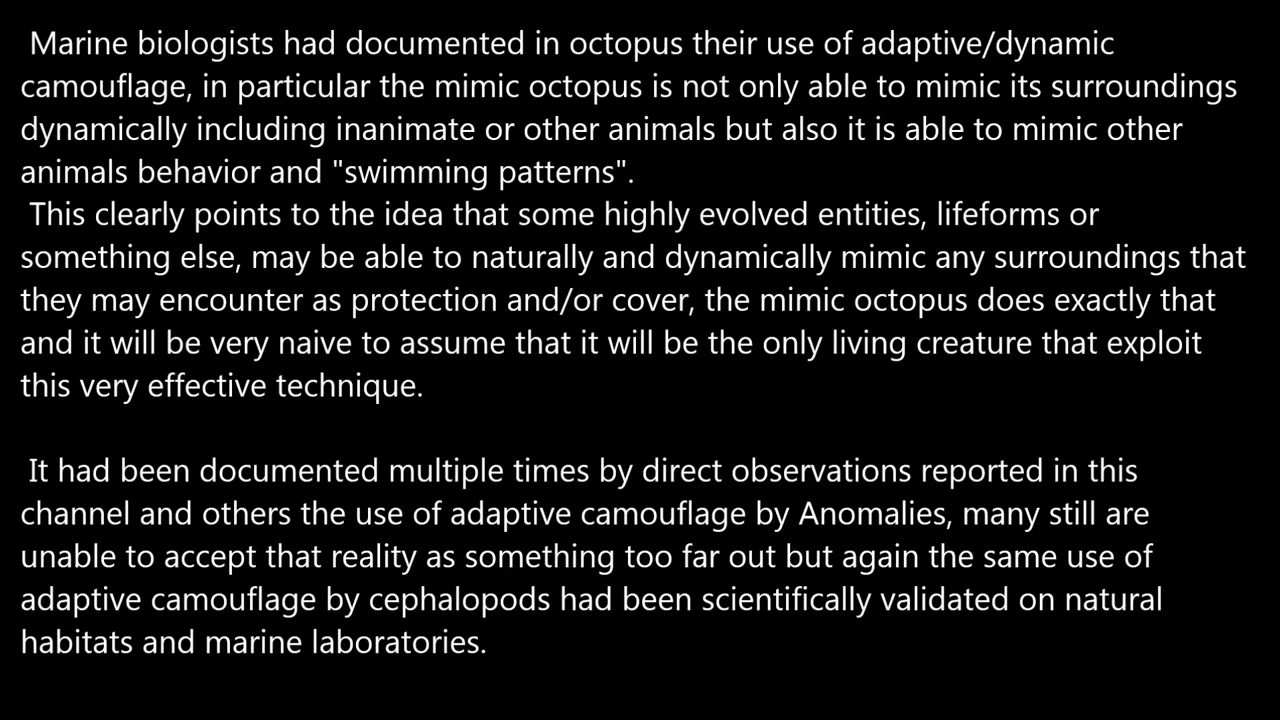 Marine biologists had documented in octopus their use of adaptive/dynamic
camouflage, in particular the mimic octopus is not only able to mimic its surroundings
dynamically including inanimate or other animals but also it is able to mimic other
animals behavior and "swimming patterns".
This clearly points to the idea that some highly evolved entities, lifeforms or
something else, may be able to naturally and dynamically mimic any surroundings that
they may encounter as protection and/or cover, the mimic octopus does exactly that
and it will be very naive to assume that it will be the only living creature that exploit
this very effective technique.
It had been documented multiple times by direct observations reported in this
channel and others the use of adaptive camouflage by Anomalies, many still are
unable to accept that reality as something too far out but again the same use of
adaptive camouflage by cephalopods had been scientifically validated on natural
habitats and marine laboratories.